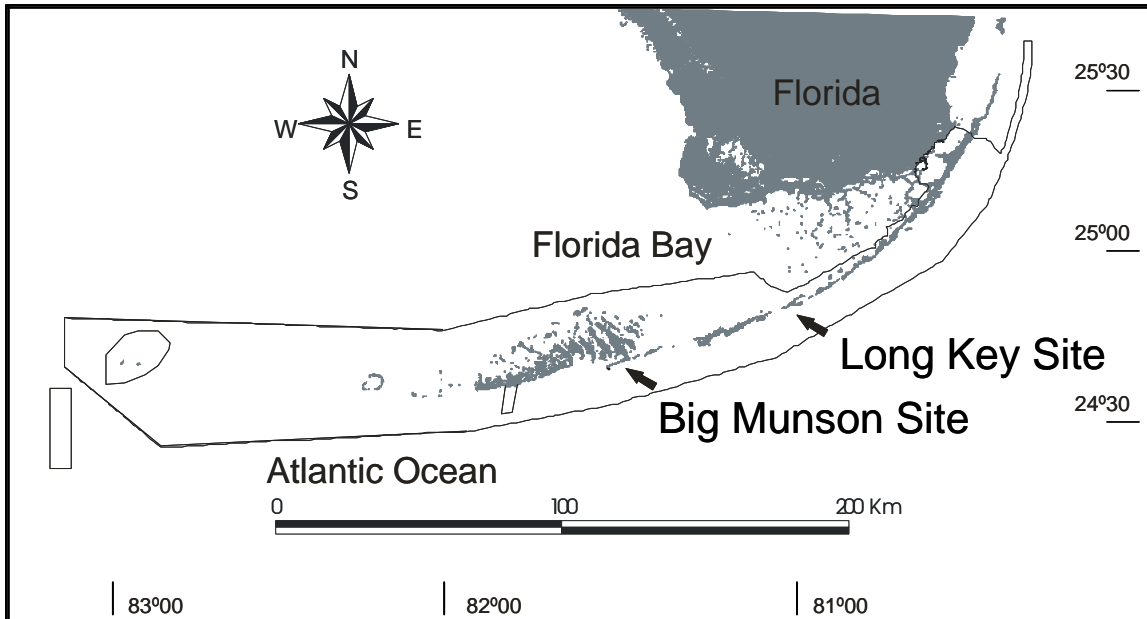 N
W E
S
Florida
25º30
25º00
Florida Bay
Long Key Site
Big Munson Site
24º30
Atlantic Ocean
0 100 200 Km
83º00 82º00 81º00